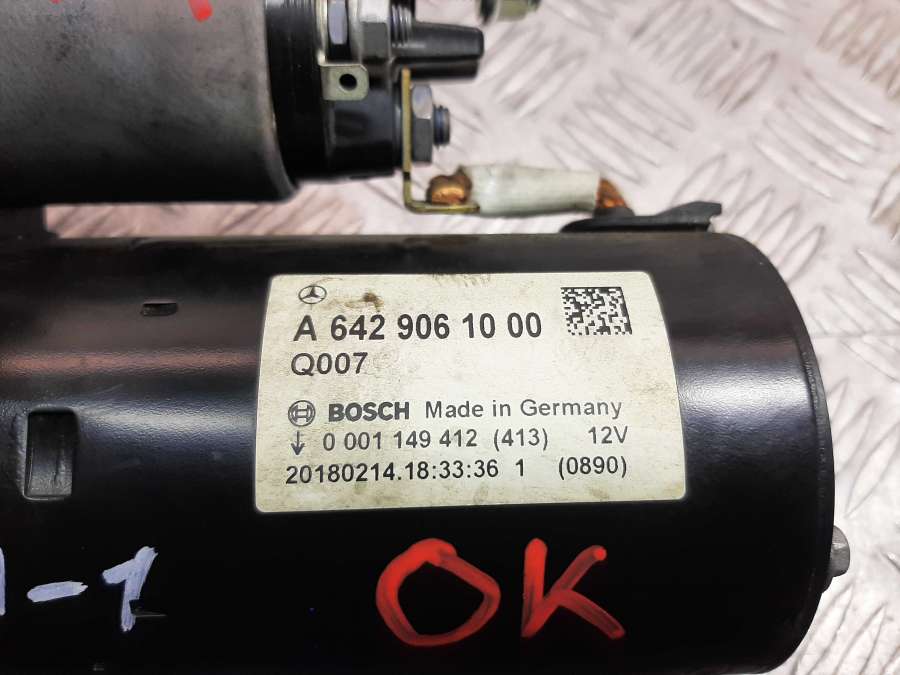 A 642 906 10 00
Q007
BOSCH Made in Germany
0 001 149 412 (413) 12V
20180214.18:33:36 1 (0890)
-1
OK